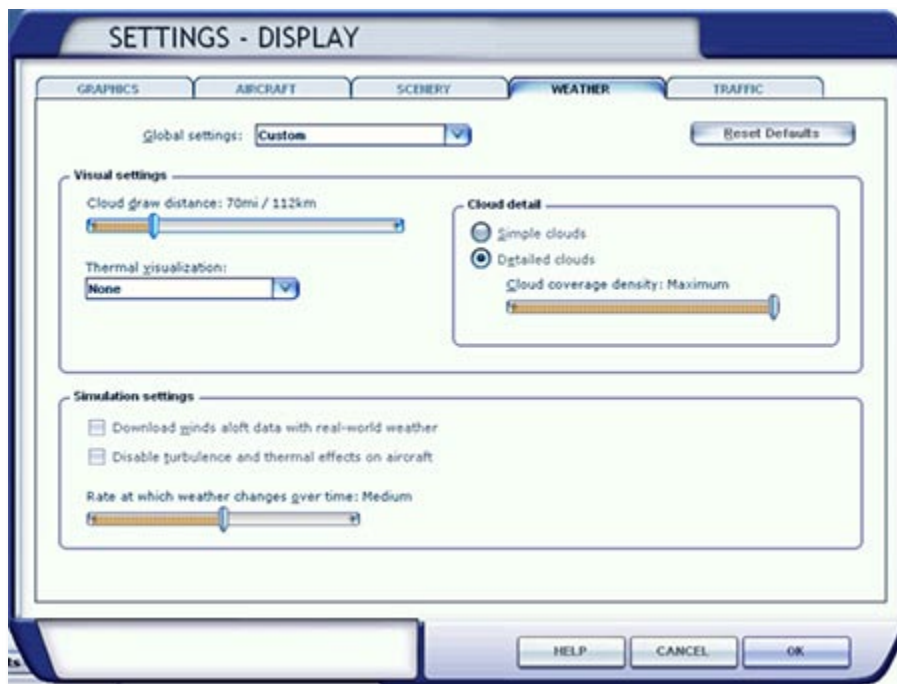 SETTINGS - DISPLAY
GRAPHICS AIRCRAFT SCENERY WEATHER TRAFFIC
Global settings: Custom Reset Defaults
Visual settings
Cloud draw distance: 70mi / 112km
Thermal visualization:
None
Cloud detail
Simple clouds
Detailed clouds
Cloud coverage density: Maximum
Simulation settings
Download winds aloft data with real-world weather
Disable turbulence and thermal effects on aircraft
Rate at which weather changes over time: Medium
ts
HELP CANCEL OK